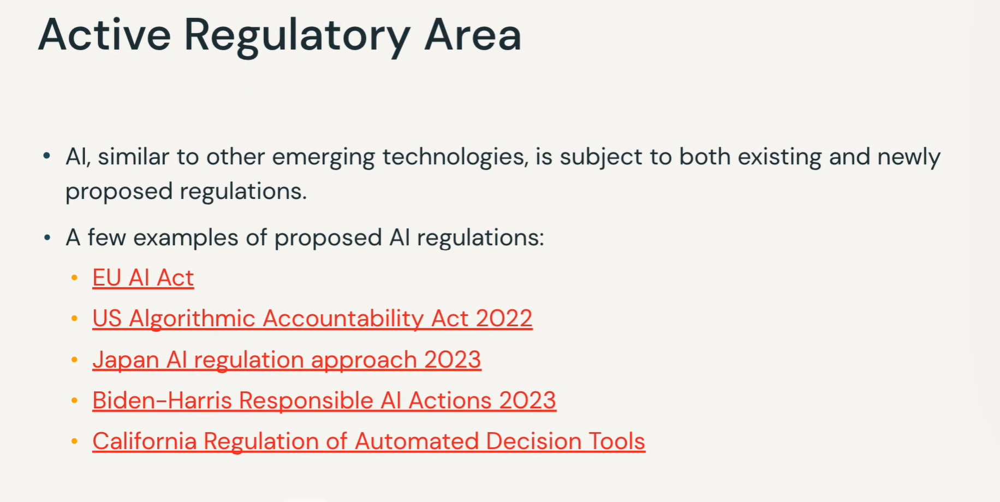 Active Regulatory Area
• AI, similar to other emerging technologies, is subject to both existing and newly
proposed regulations.
• A few examples of proposed AI regulations:
• EU AI Act
• US Algorithmic Accountability Act 2022
• Japan AI regulation approach 2023
• Biden-Harris Responsible AI Actions 2023
• California Regulation of Automated Decision Tools